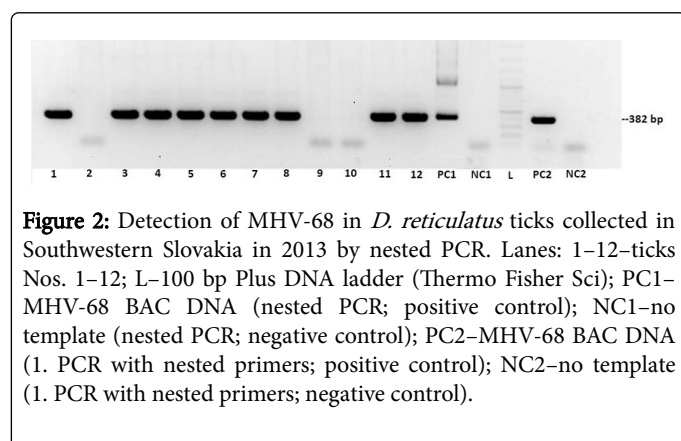 --382 bp
1 2 3 4 5 6 7 8 9 10 11 12 PC1 NC1 L PC2 NC2
Figure 2: Detection of MHV-68 in D. reticulatus ticks collected in
Southwestern Slovakia in 2013 by nested PCR. Lanes: 1–12–ticks
Nos. 1–12; L–100 bp Plus DNA ladder (Thermo Fisher Sci); PC1–
MHV-68 BAC DNA (nested PCR; positive control); NC1–no
template (nested PCR; negative control); PC2–MHV-68 BAC DNA
(1. PCR with nested primers; positive control); NC2–no template
(1. PCR with nested primers; negative control).